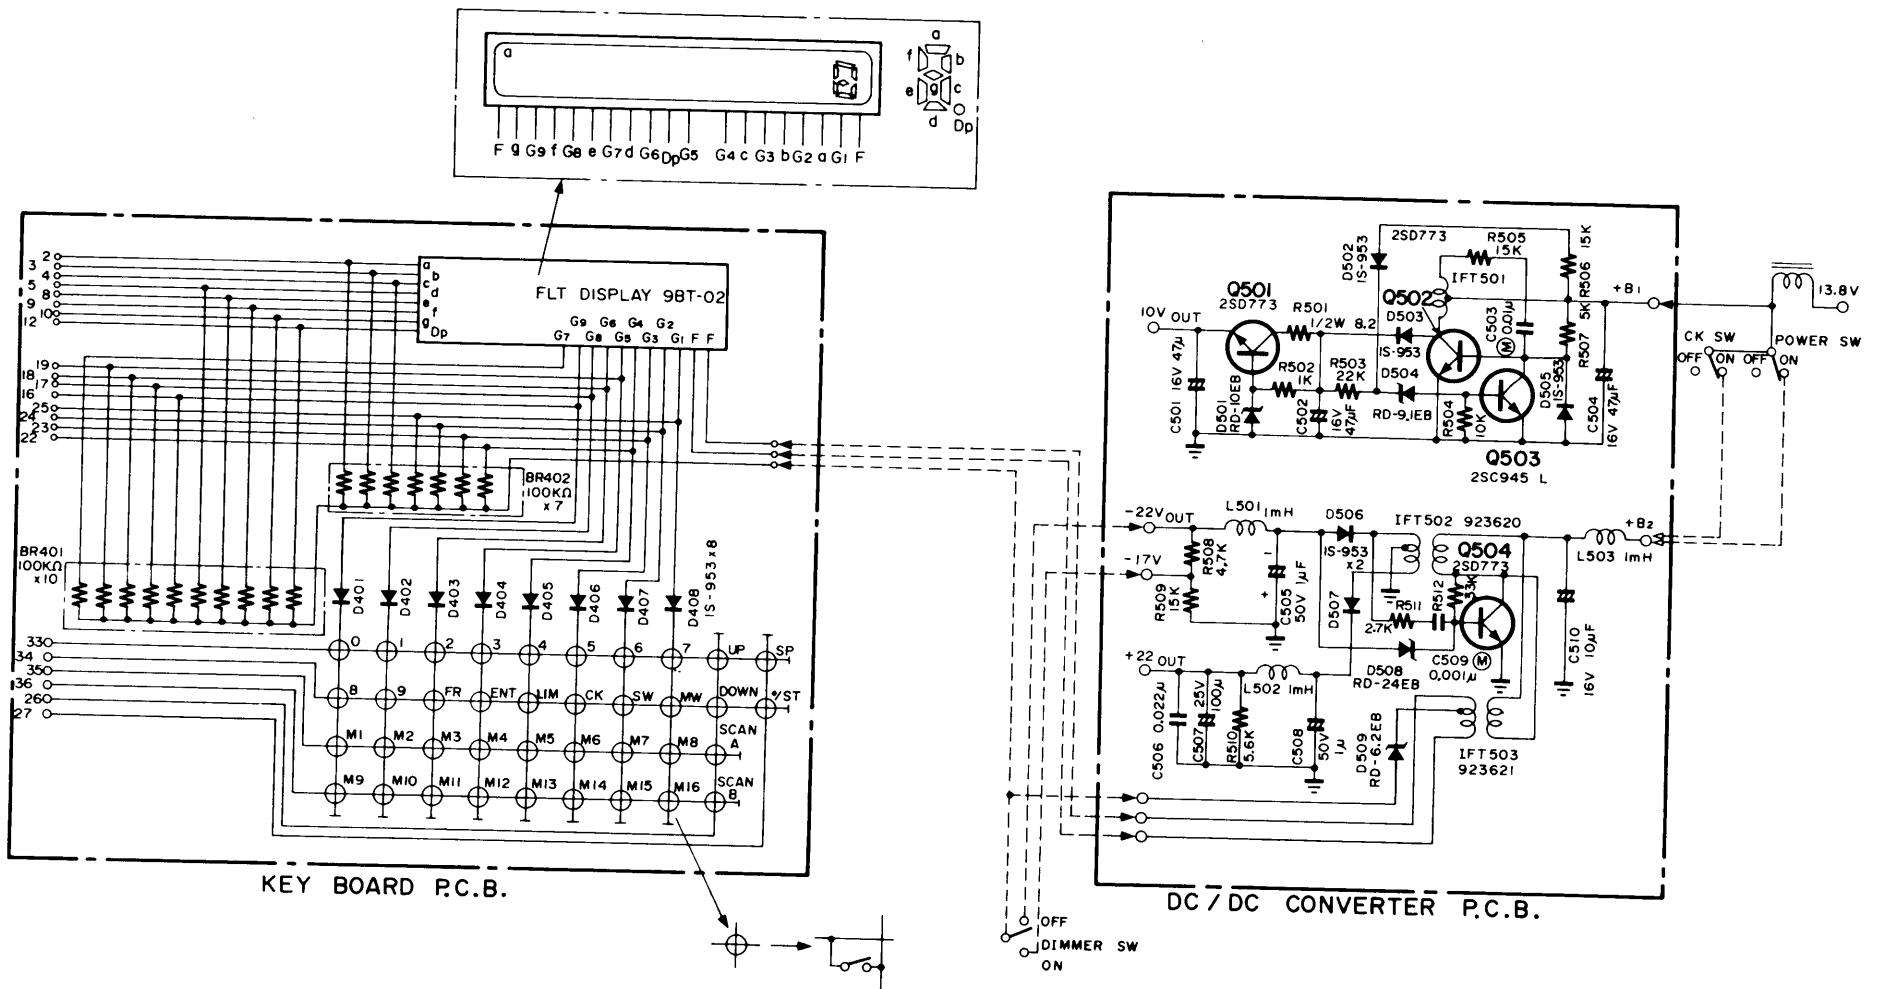 a
a
f b
g
e c
d
Dp
F g G9 f G8 e G7 d G6 Dp G5 G4 c G3 b G2 a G1 F
2
3
4
5
8
9
10
12
a
b
c
d
e
f
g
Dp
FLT DISPLAY 9BT-02
G9 G6 G4 G2
G7 G8 G5 G3 G1 F F
19
18
17
16
25
24
23
22
BR402
100KΩ
x 7
BR401
100KΩ
x10
D401
D402
D403
D404
D405
D406
D407
D408
IS-953 x 8
33
34
35
36
26
27
0 1 2 3 4 5 6 7 UP SP
8 9 FR ENT LIM CK SW MW DOWN */ST
M1 M2 M3 M4 M5 M6 M7 M8 SCAN A
M9 M10 M11 M12 M13 M14 M15 M16 SCAN B
KEY BOARD P.C.B.
OFF
DIMMER SW
ON
D502
IS-953
2SD773
R505
15K
IFT501
R506 15K
Q501
2SD773
Q502
10V OUT
R501
1/2W 8.2
D503
IS-953
C503
0.01μ
M
R507 5K
+B1
13.8V
CK SW
OFF ON
POWER SW
OFF ON
C501 16V 47μ
D501
RD-10EB
R502
1K
C502
16V
47μF
R503
22K
D504
RD-9.1EB
R504
10K
D505
IS-953
C504
16V 47μF
Q503
2SC945 L
-22V OUT
L501 1mH
D506
IS-953
x 2
IFT502 923620
+B2
L503 1mH
-17V
R508
4.7K
R509
15K
C505
50V 1μF
-
+
D507
R511
2.7K
R512
33K
Q504
2SD773
C509
0.001μ
M
D508
RD-24EB
C510
16V 10μF
+22 OUT
L502 1mH
C506 0.022μ
C507
25V
100μ
R510
5.6K
C508
50V
1μ
D509
RD-6.2EB
IFT503
923621
DC / DC CONVERTER P.C.B.